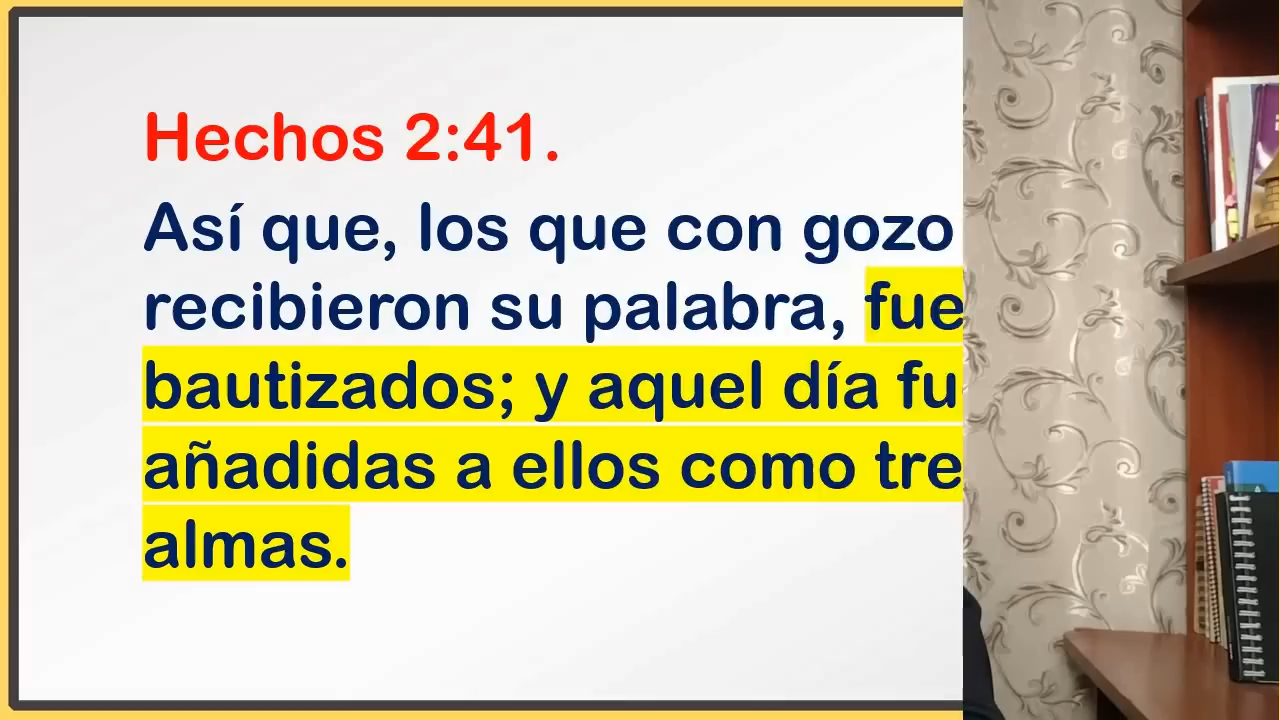 Hechos 2:41.
Así que, los que con gozo
recibieron su palabra, fue
bautizados; y aquel día fu
añadidas a ellos como tre
almas.